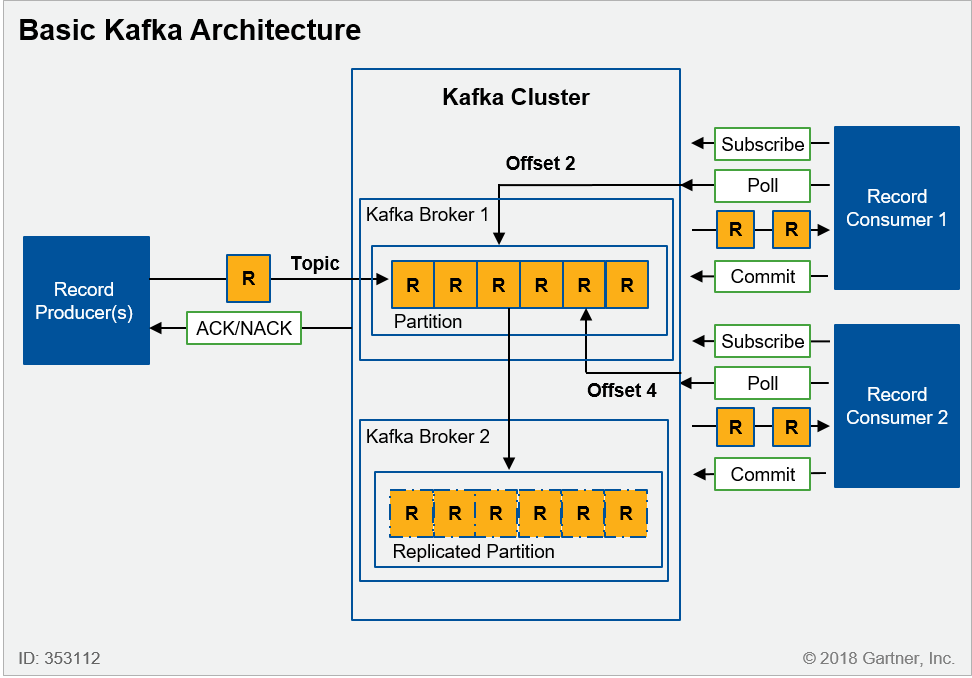 Basic Kafka Architecture
Kafka Cluster
Offset 2
Kafka Broker 1
Record
Producer(s)
R
Topic
ACK/NACK
R R R R R R
Partition
Offset 4
Kafka Broker 2
R R R R R R
Replicated Partition
Subscribe
Poll
R R
Commit
Record
Consumer 1
Subscribe
Poll
R R
Commit
Record
Consumer 2
ID: 353112
© 2018 Gartner, Inc.